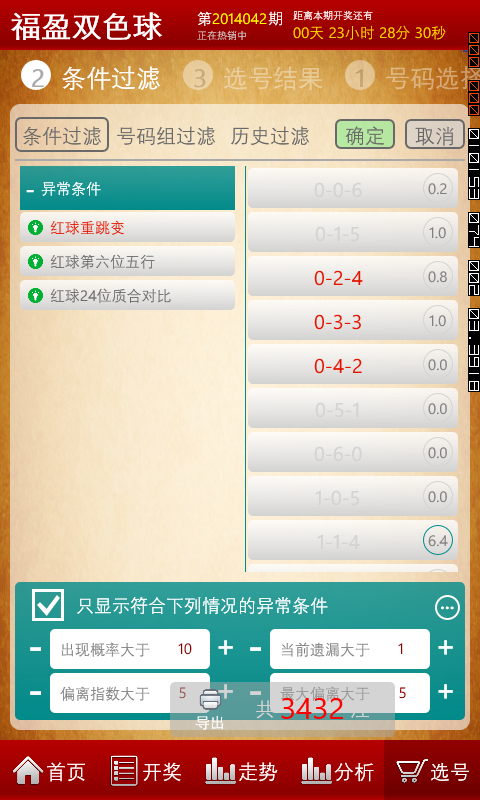 福盈双色球
第2014042期
正在热销中
距离本期开奖还有
00天 23小时 28分 30秒
2 条件过滤 3 选号结果 1 号码选择
条件过滤 号码组过滤 历史过滤 确定 取消
- 异常条件
红球重跳变
红球第六位五行
红球24位质合对比
0-0-6 0.2
0-1-5 1.0
0-2-4 0.8
0-3-3 1.0
0-4-2 0.0
0-5-1 0.0
0-6-0 0.0
1-0-5 0.0
1-1-4 6.4
只显示符合下列情况的异常条件
- 出现概率大于 10 + - 当前遗漏大于 1 +
- 偏离指数大于 5 + - 最大偏离大于 5 +
导出 共 3432 注
首页 开奖 走势 分析 选号